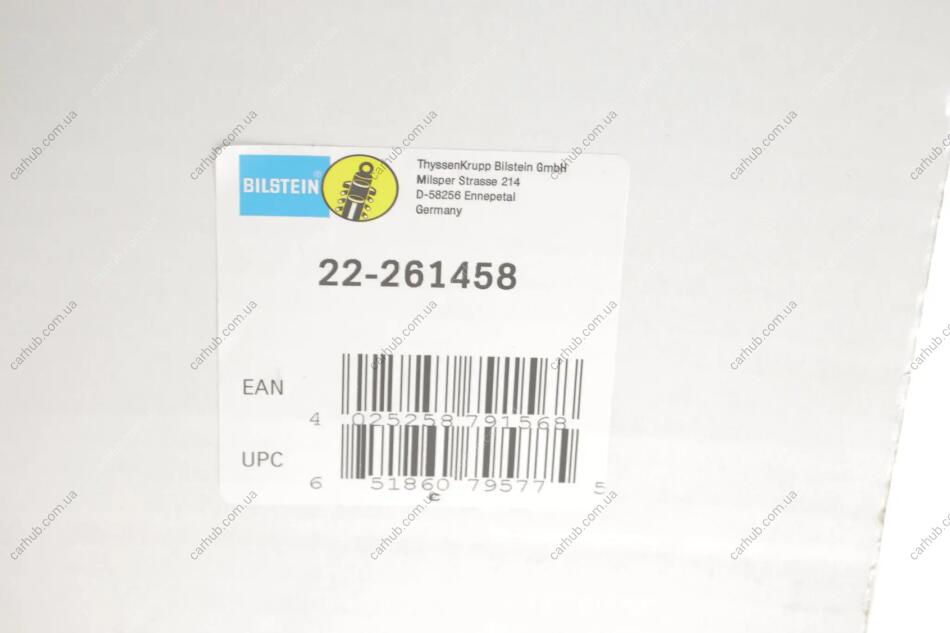 BILSTEIN®
ThyssenKrupp Bilstein GmbH
Milsper Strasse 214
D-58256 Ennepetal
Germany
22-261458
EAN
4 025258 791568
UPC
6 51860 79577 5
c
carhub.com.ua